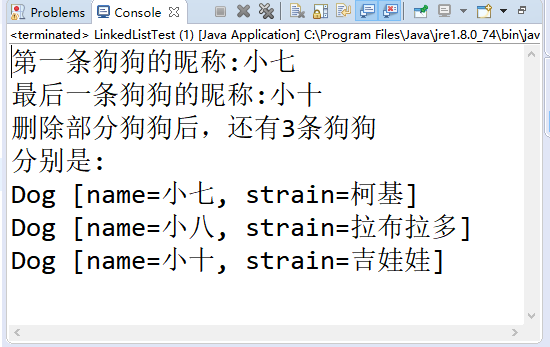 Problems Console
<terminated> LinkedListTest (1) [Java Application] C:\Program Files\Java\jre1.8.0_74\bin\jav
第一条狗狗的昵称:小七
最后一条狗狗的昵称:小十
删除部分狗狗后，还有3条狗狗
分别是:
Dog [name=小七, strain=柯基]
Dog [name=小八, strain=拉布拉多]
Dog [name=小十, strain=吉娃娃]